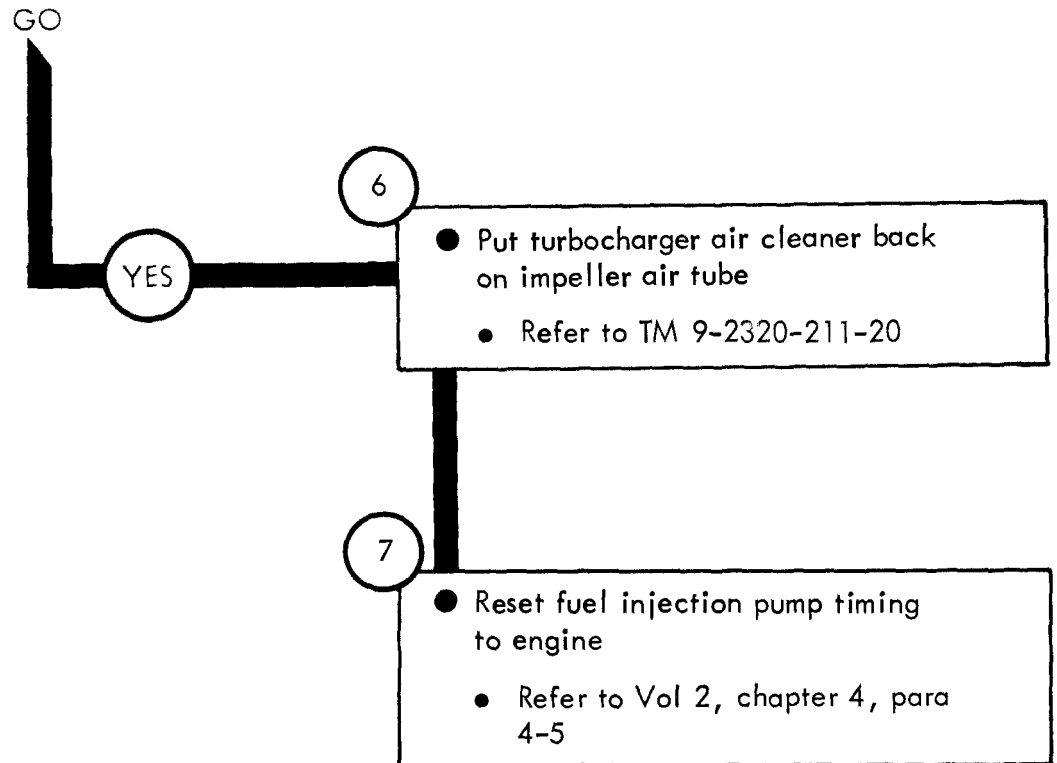 GO
6
● Put turbocharger air cleaner back
on impeller air tube
● Refer to TM 9-2320-211-20
YES
7
● Reset fuel injection pump timing
to engine
● Refer to Vol 2, chapter 4, para
4-5